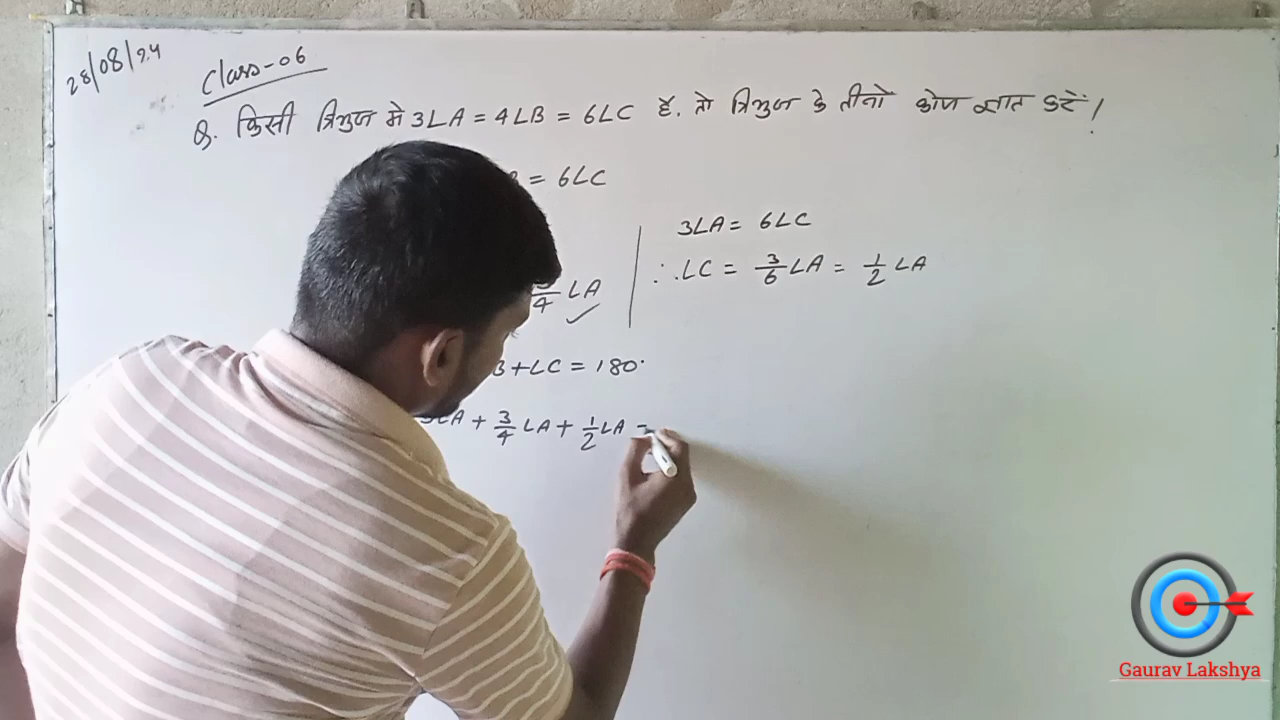 28/08/24
Class-06
Q. किसी त्रिभुज मे 3∠A = 4∠B = 6∠C हैं. तो त्रिभुज के तीनों कोण ज्ञात करें।
= 6∠C
3∠A = 6∠C
∠A
∴ ∠C = 3/6 ∠A = 1/2 ∠A
+∠C = 180°
∠A + 3/4 ∠A + 1/2 ∠A =
Gaurav Lakshya